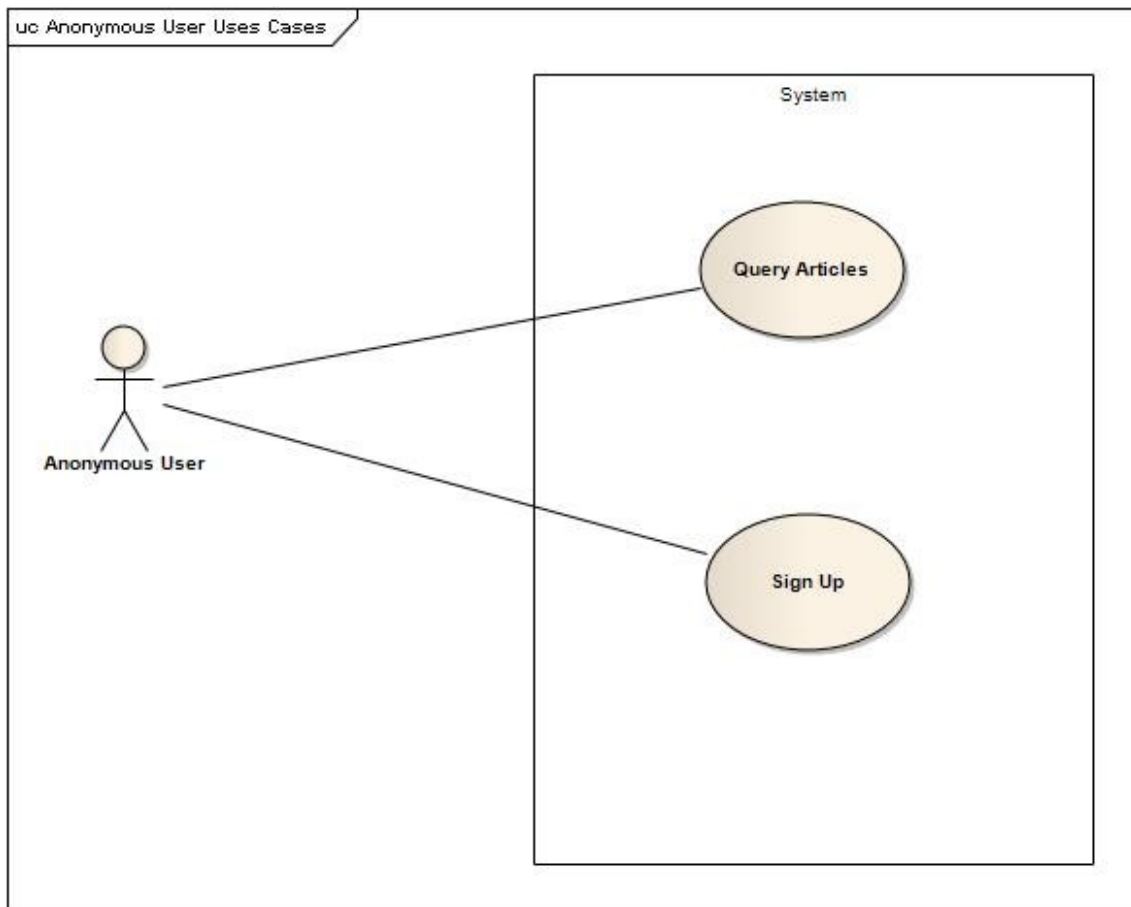 uc Anonymous User Uses Cases
System
Query Articles
Anonymous User
Sign Up